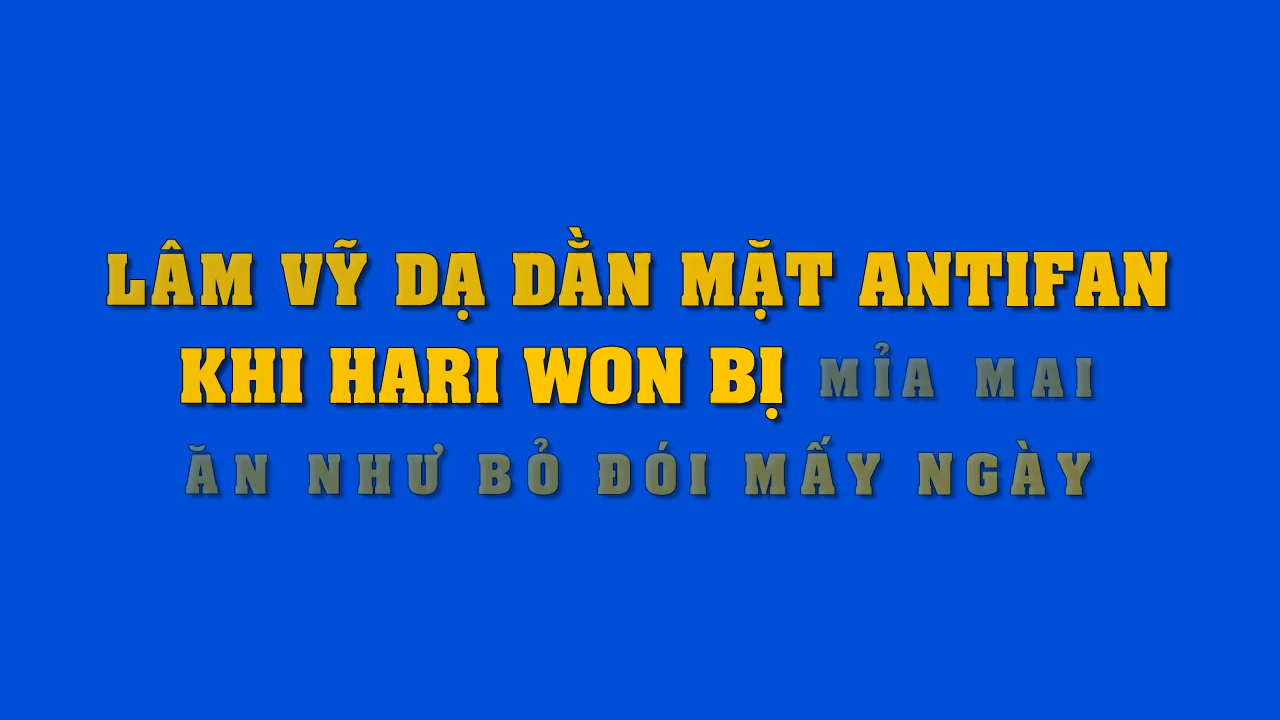 LÂM VỸ DẠ DẰN MẶT ANTIFAN
KHI HARI WON BỊ MỈA MAI
ĂN NHƯ BỎ ĐÓI MẤY NGÀY